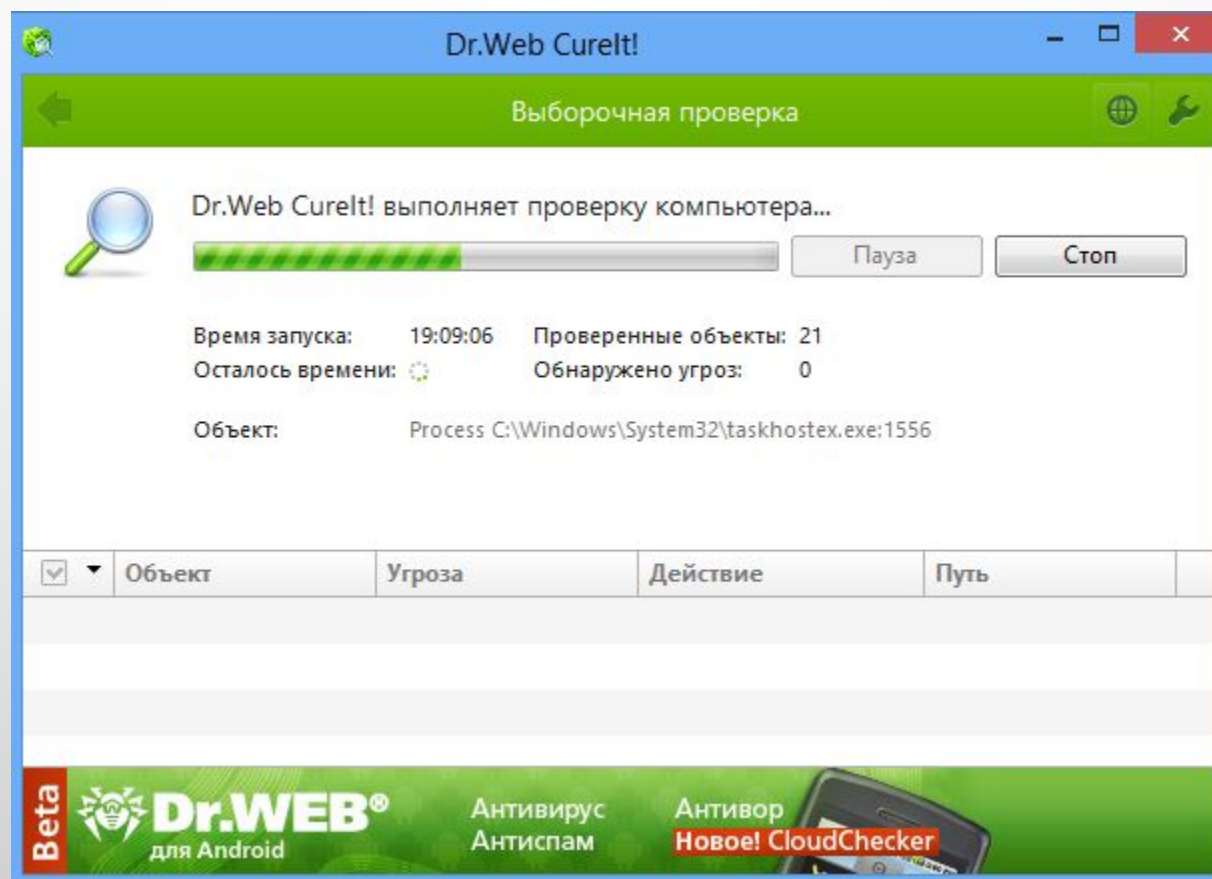 Dr.Web CureIt!
Выборочная проверка
Dr.Web CureIt! выполняет проверку компьютера...
Пауза
Стоп
Время запуска: 19:09:06 Проверенные объекты: 21
Осталось времени: Обнаружено угроз: 0
Объект: Process C:\Windows\System32\taskhostex.exe:1556
Объект Угроза Действие Путь
Beta
Dr.WEB®
для Android
Антивирус
Антиспам
Антивор
Новое! CloudChecker